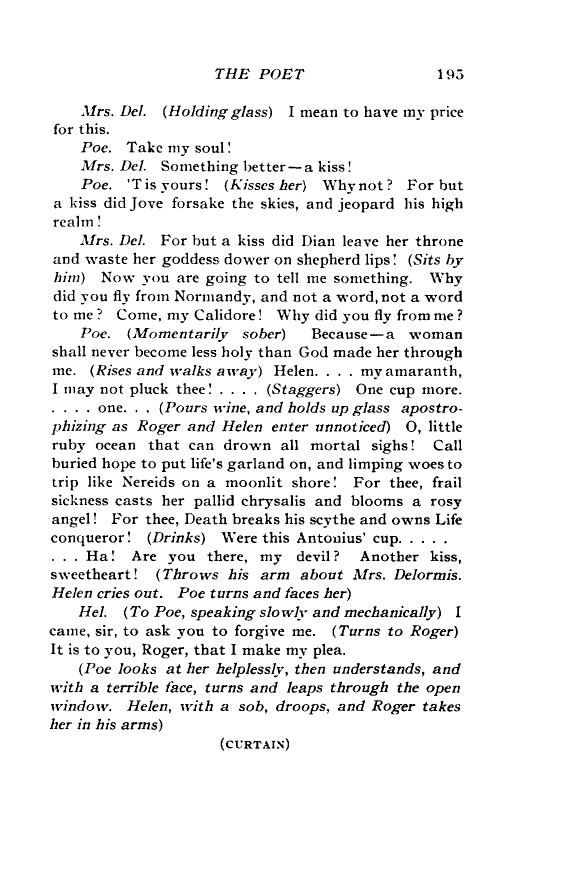 THE POET 195
Mrs. Del. (Holding glass) I mean to have my price
for this.
Poe. Take my soul!
Mrs. Del. Something better—a kiss!
Poe. 'Tis yours! (Kisses her) Why not? For but
a kiss did Jove forsake the skies, and jeopard his high
realm!
Mrs. Del. For but a kiss did Dian leave her throne
and waste her goddess dower on shepherd lips! (Sits by
him) Now you are going to tell me something. Why
did you fly from Normandy, and not a word, not a word
to me? Come, my Calidore! Why did you fly from me?
Poe. (Momentarily sober) Because—a woman
shall never become less holy than God made her through
me. (Rises and walks away) Helen. . . . my amaranth,
I may not pluck thee! . . . . (Staggers) One cup more.
. . . . one. . . (Pours wine, and holds up glass apostro-
phizing as Roger and Helen enter unnoticed) O, little
ruby ocean that can drown all mortal sighs! Call
buried hope to put life's garland on, and limping woes to
trip like Nereids on a moonlit shore! For thee, frail
sickness casts her pallid chrysalis and blooms a rosy
angel! For thee, Death breaks his scythe and owns Life
conqueror! (Drinks) Were this Antonius' cup. . . . .
. . . Ha! Are you there, my devil? Another kiss,
sweetheart! (Throws his arm about Mrs. Delormis.
Helen cries out. Poe turns and faces her)
Hel. (To Poe, speaking slowly and mechanically) I
came, sir, to ask you to forgive me. (Turns to Roger)
It is to you, Roger, that I make my plea.
(Poe looks at her helplessly, then understands, and
with a terrible face, turns and leaps through the open
window. Helen, with a sob, droops, and Roger takes
her in his arms)
(CURTAIN)